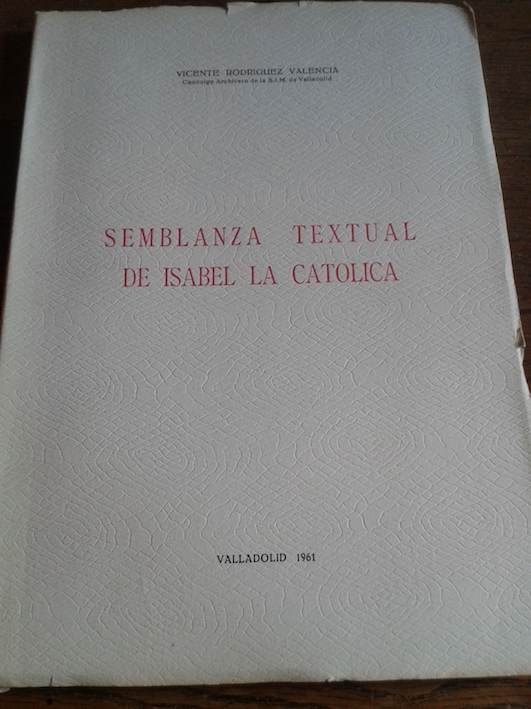 VICENTE RODRIGUEZ VALENCIA
Canónigo Archivero de la S.I.M. de Valladolid
SEMBLANZA TEXTUAL
DE ISABEL LA CATOLICA
VALLADOLID 1961